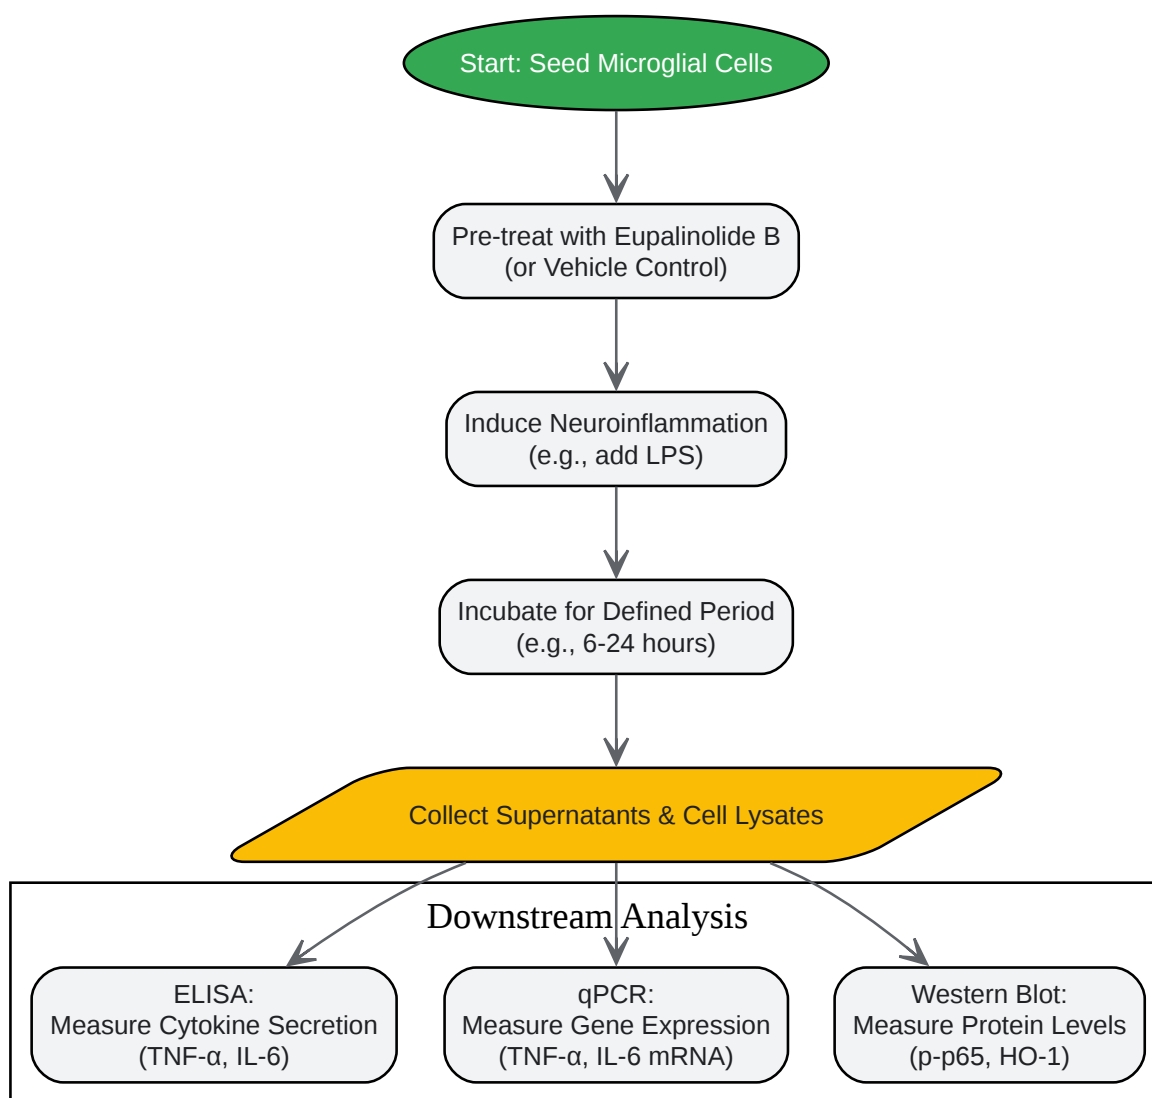 Start: Seed Microglial Cells
Pre-treat with Eupalinolide B
(or Vehicle Control)
Induce Neuroinflammation
(e.g., add LPS)
Incubate for Defined Period
(e.g., 6-24 hours)
Collect Supernatants & Cell Lysates
Downstream Analysis
ELISA:
Measure Cytokine Secretion
(TNF-α, IL-6)
qPCR:
Measure Gene Expression
(TNF-α, IL-6 mRNA)
Western Blot:
Measure Protein Levels
(p-p65, HO-1)